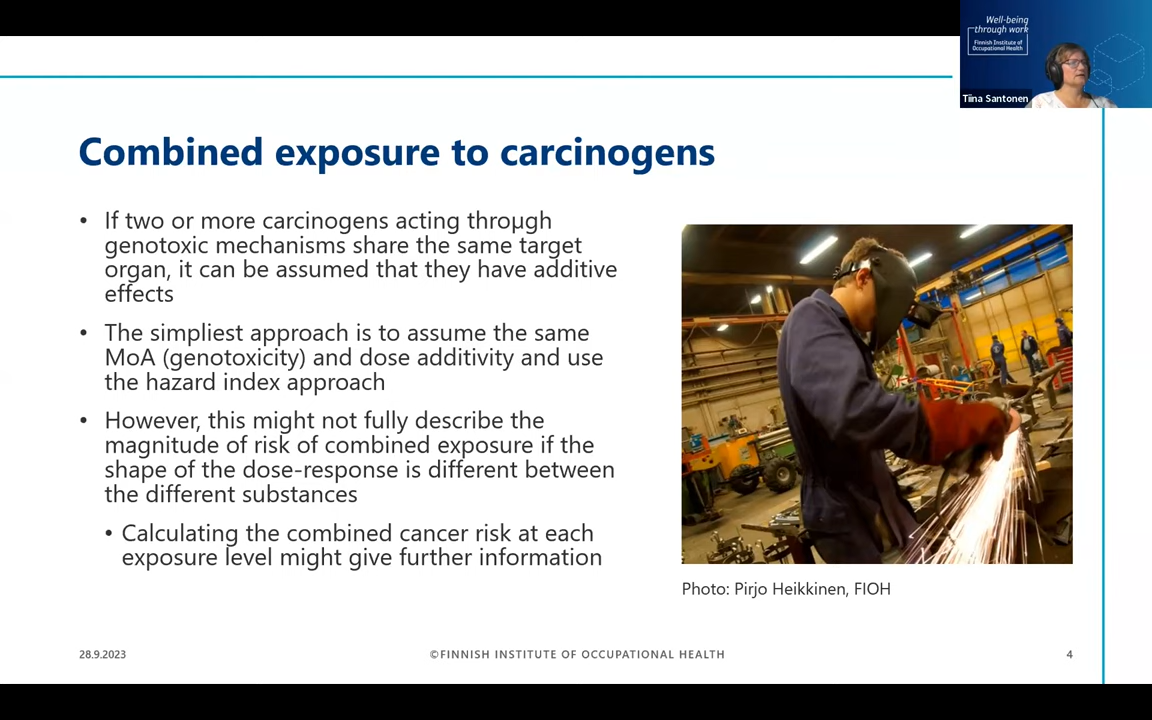 Well-being
through work
Finnish Institute of
Occupational Health
Tiina Santonen
Combined exposure to carcinogens
• If two or more carcinogens acting through
genotoxic mechanisms share the same target
organ, it can be assumed that they have additive
effects
• The simpliest approach is to assume the same
MoA (genotoxicity) and dose additivity and use
the hazard index approach
• However, this might not fully describe the
magnitude of risk of combined exposure if the
shape of the dose-response is different between
the different substances
• Calculating the combined cancer risk at each
exposure level might give further information
Photo: Pirjo Heikkinen, FIOH
28.9.2023
©FINNISH INSTITUTE OF OCCUPATIONAL HEALTH
4